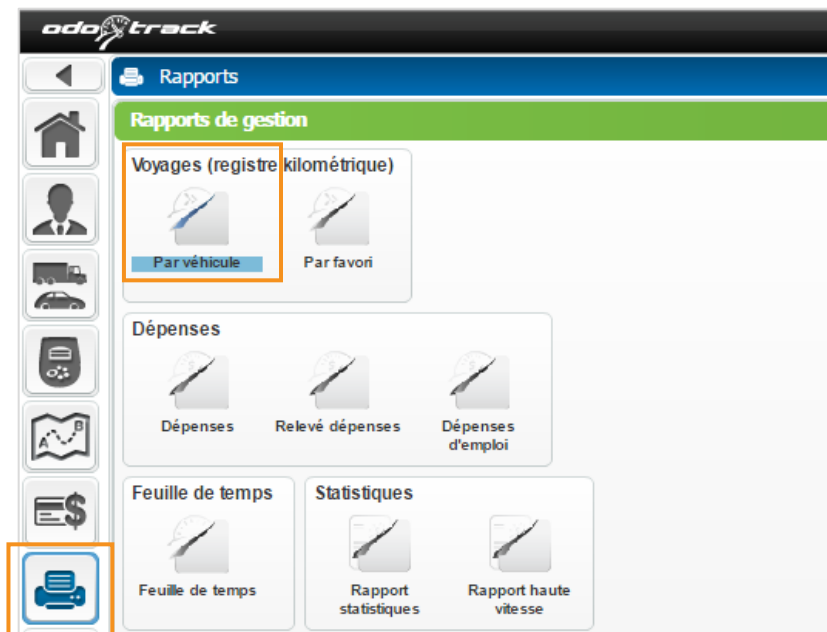 odotrack
Rapports
Rapports de gestion
Voyages (registre kilométrique)
Par véhicule
Par favori
Dépenses
Dépenses
Relevé dépenses
Dépenses
d'emploi
Feuille de temps
Feuille de temps
Statistiques
Rapport
statistiques
Rapport haute
vitesse
A
B
$